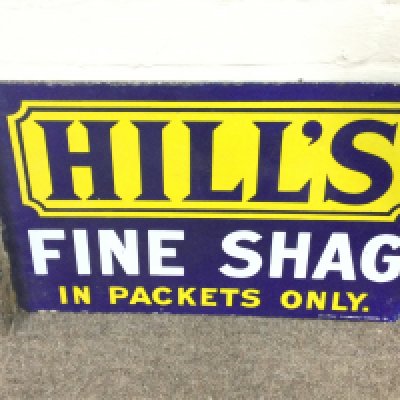 HILL'S
FINE SHAG
IN PACKETS ONLY.